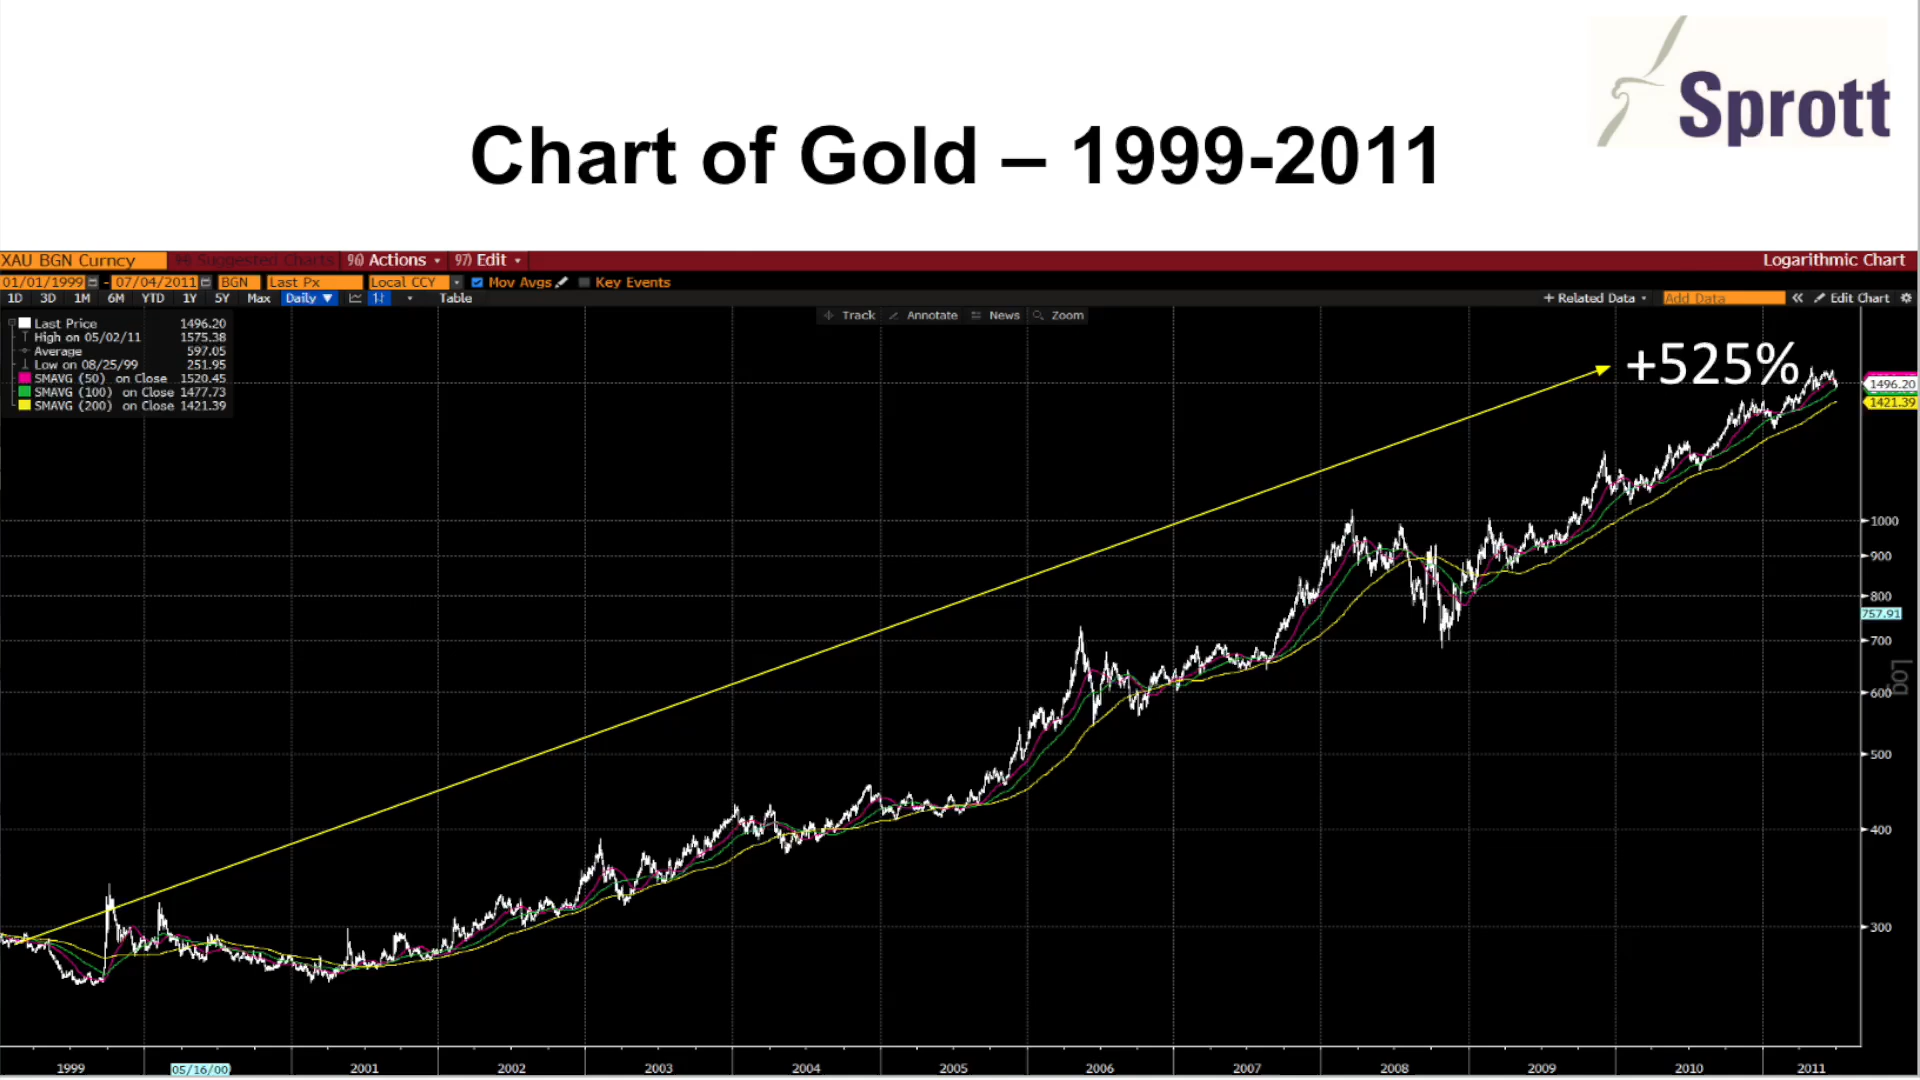 Sprott
Chart of Gold – 1999-2011
XAU BGN Curncy 94) Suggested Charts 96) Actions 97) Edit Logarithmic Chart
01/01/1999 - 07/04/2011 BGN Last Px Local CCY Mov Avgs Key Events
1D 3D 1M 6M YTD 1Y 5Y Max Daily ▼ Table + Related Data Add Data « Edit Chart
Track Annotate News Zoom
Last Price 1496.20
High on 05/02/11 1575.38
Average 597.05
Low on 08/25/99 251.95
SMAVG (50) on Close 1520.45
SMAVG (100) on Close 1477.73
SMAVG (200) on Close 1421.39
+525%
1496.20
1421.39
1000
900
800
757.91
700
600
500
400
300
Log
1999 05/16/00 2001 2002 2003 2004 2005 2006 2007 2008 2009 2010 2011